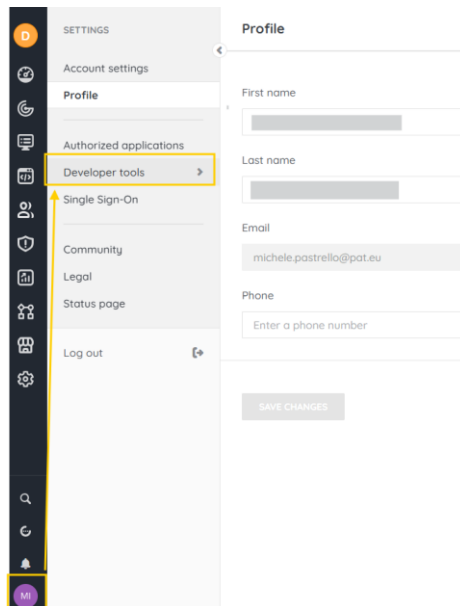 D
SETTINGS
Account settings
Profile
Authorized applications
Developer tools
Single Sign-On
Community
Legal
Status page
Log out
MI
Profile
First name
Last name
Email
michele.pastrello@pat.eu
Phone
Enter a phone number
SAVE CHANGES